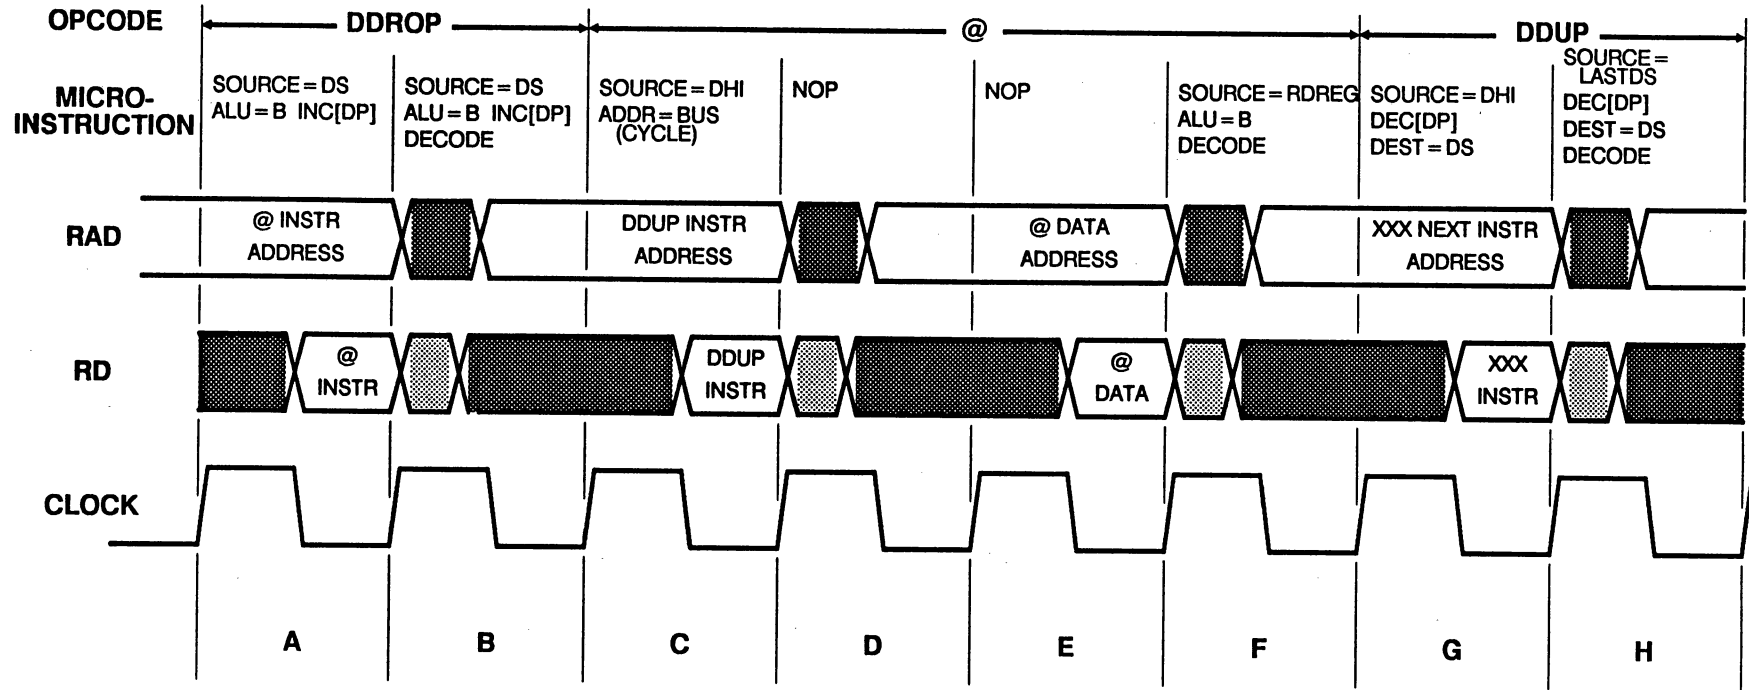 OPCODE DDROP @ DDUP
MICRO-
INSTRUCTION
SOURCE=DS
ALU=B INC[DP]
SOURCE=DS
ALU=B INC[DP]
DECODE
SOURCE=DHI
ADDR=BUS
(CYCLE)
NOP
NOP
SOURCE=RDREG
ALU=B
DECODE
SOURCE=DHI
DEC[DP]
DEST=DS
SOURCE=
LASTDS
DEC[DP]
DEST=DS
DECODE
RAD
@ INSTR
ADDRESS
DDUP INSTR
ADDRESS
@ DATA
ADDRESS
XXX NEXT INSTR
ADDRESS
RD
@
INSTR
DDUP
INSTR
@
DATA
XXX
INSTR
CLOCK
A B C D E F G H